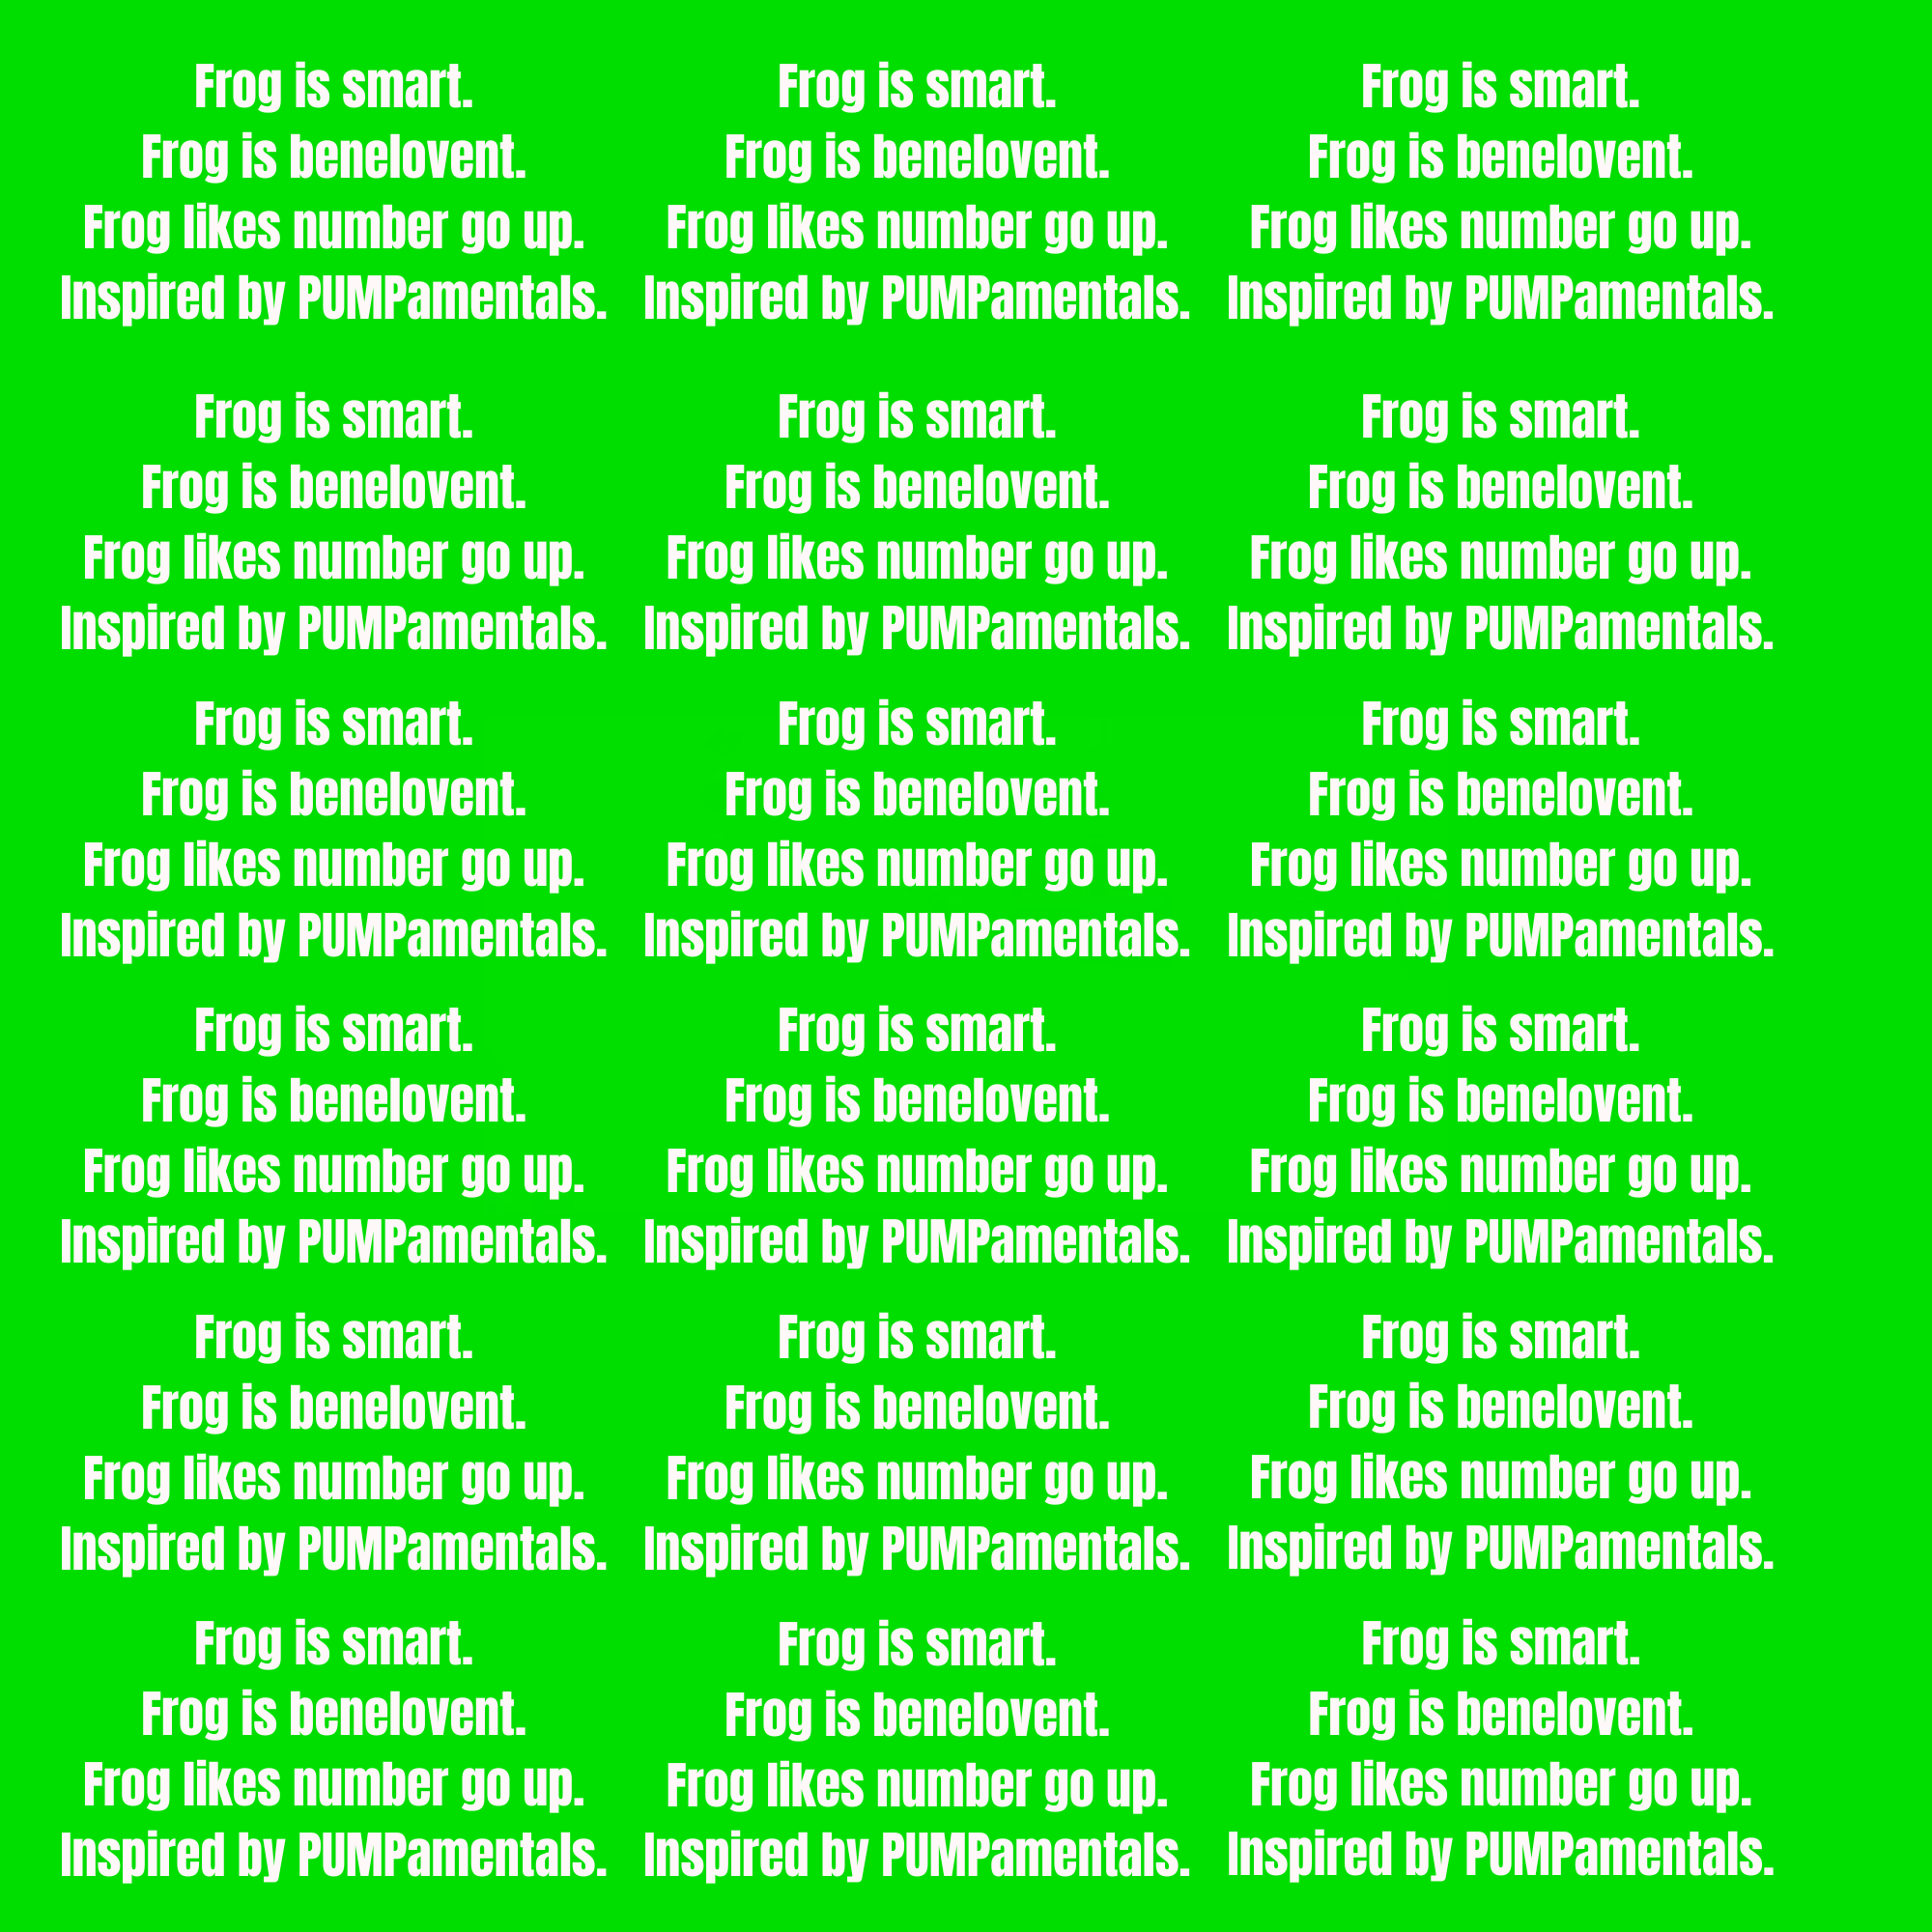 Frog is smart.
Frog is benelovent.
Frog likes number go up.
Inspired by PUMPamentals.
Frog is smart.
Frog is benelovent.
Frog likes number go up.
Inspired by PUMPamentals.
Frog is smart.
Frog is benelovent.
Frog likes number go up.
Inspired by PUMPamentals.
Frog is smart.
Frog is benelovent.
Frog likes number go up.
Inspired by PUMPamentals.
Frog is smart.
Frog is benelovent.
Frog likes number go up.
Inspired by PUMPamentals.
Frog is smart.
Frog is benelovent.
Frog likes number go up.
Inspired by PUMPamentals.
Frog is smart.
Frog is benelovent.
Frog likes number go up.
Inspired by PUMPamentals.
Frog is smart.
Frog is benelovent.
Frog likes number go up.
Inspired by PUMPamentals.
Frog is smart.
Frog is benelovent.
Frog likes number go up.
Inspired by PUMPamentals.
Frog is smart.
Frog is benelovent.
Frog likes number go up.
Inspired by PUMPamentals.
Frog is smart.
Frog is benelovent.
Frog likes number go up.
Inspired by PUMPamentals.
Frog is smart.
Frog is benelovent.
Frog likes number go up.
Inspired by PUMPamentals.
Frog is smart.
Frog is benelovent.
Frog likes number go up.
Inspired by PUMPamentals.
Frog is smart.
Frog is benelovent.
Frog likes number go up.
Inspired by PUMPamentals.
Frog is smart.
Frog is benelovent.
Frog likes number go up.
Inspired by PUMPamentals.
Frog is smart.
Frog is benelovent.
Frog likes number go up.
Inspired by PUMPamentals.
Frog is smart.
Frog is benelovent.
Frog likes number go up.
Inspired by PUMPamentals.
Frog is smart.
Frog is benelovent.
Frog likes number go up.
Inspired by PUMPamentals.